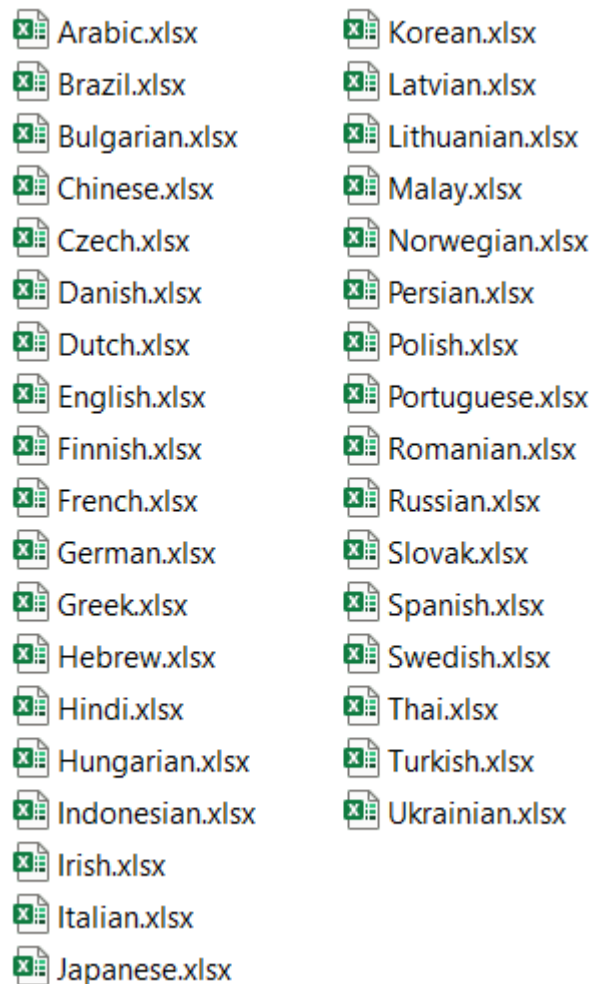 Arabic.xlsx
Brazil.xlsx
Bulgarian.xlsx
Chinese.xlsx
Czech.xlsx
Danish.xlsx
Dutch.xlsx
English.xlsx
Finnish.xlsx
French.xlsx
German.xlsx
Greek.xlsx
Hebrew.xlsx
Hindi.xlsx
Hungarian.xlsx
Indonesian.xlsx
Irish.xlsx
Italian.xlsx
Japanese.xlsx
Korean.xlsx
Latvian.xlsx
Lithuanian.xlsx
Malay.xlsx
Norwegian.xlsx
Persian.xlsx
Polish.xlsx
Portuguese.xlsx
Romanian.xlsx
Russian.xlsx
Slovak.xlsx
Spanish.xlsx
Swedish.xlsx
Thai.xlsx
Turkish.xlsx
Ukrainian.xlsx